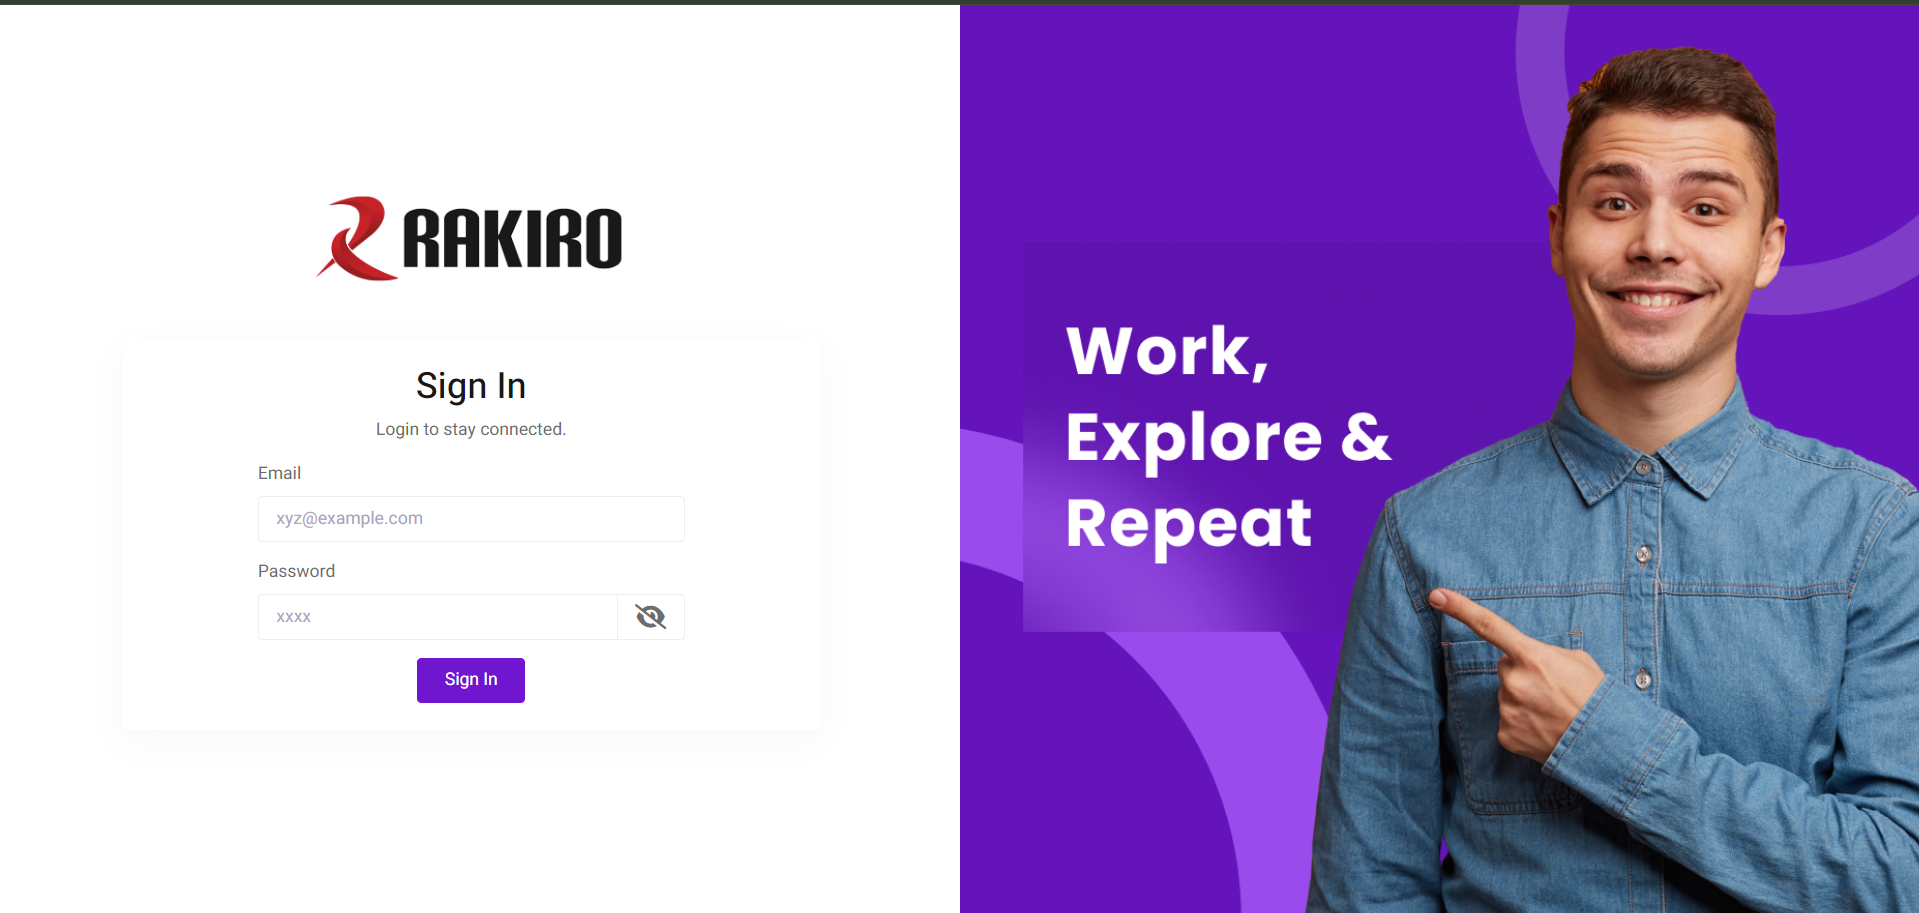 RAKIRO
Sign In
Login to stay connected.
Email
xyz@example.com
Password
xxxx
Sign In
Work,
Explore &
Repeat